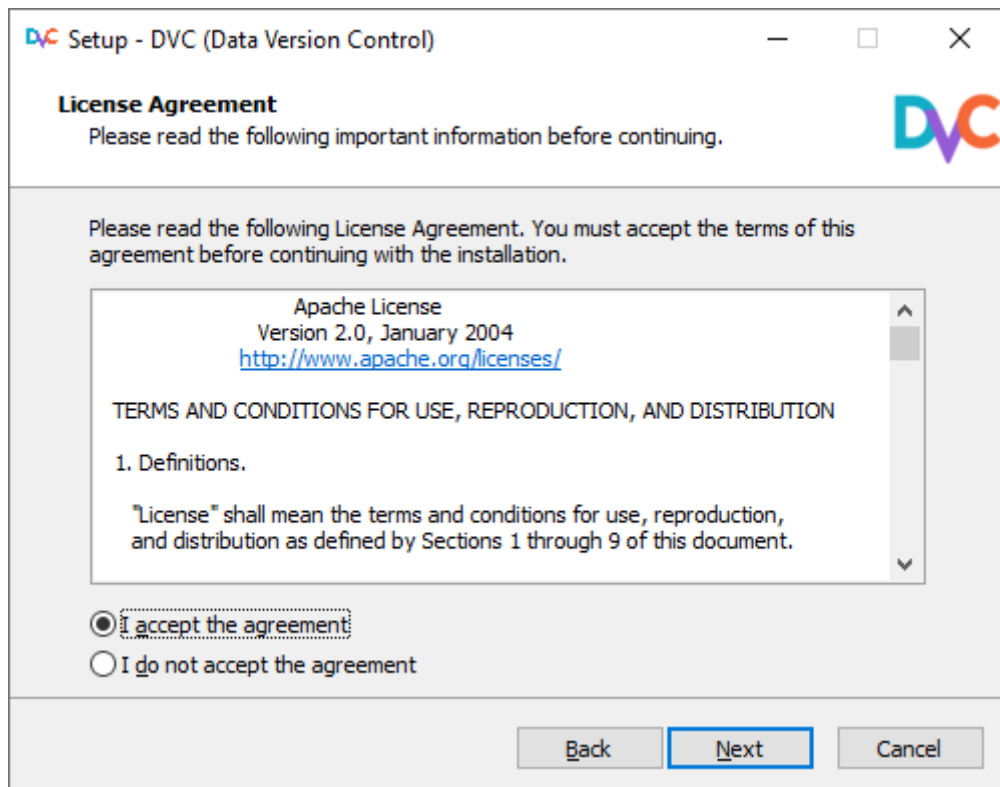 DVC Setup - DVC (Data Version Control)
License Agreement
Please read the following important information before continuing.
DVC
Please read the following License Agreement. You must accept the terms of this
agreement before continuing with the installation.
Apache License
Version 2.0, January 2004
http://www.apache.org/licenses/
TERMS AND CONDITIONS FOR USE, REPRODUCTION, AND DISTRIBUTION
1. Definitions.
"License" shall mean the terms and conditions for use, reproduction,
and distribution as defined by Sections 1 through 9 of this document.
I accept the agreement
I do not accept the agreement
Back Next Cancel